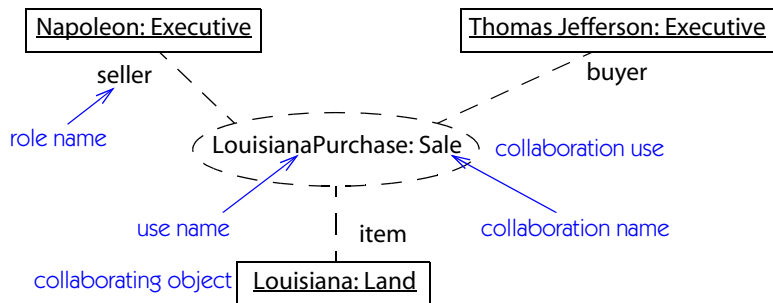 Napoleon: Executive
Thomas Jefferson: Executive
seller
buyer
role name
LouisianaPurchase: Sale
collaboration use
use name
item
collaboration name
collaborating object
Louisiana: Land